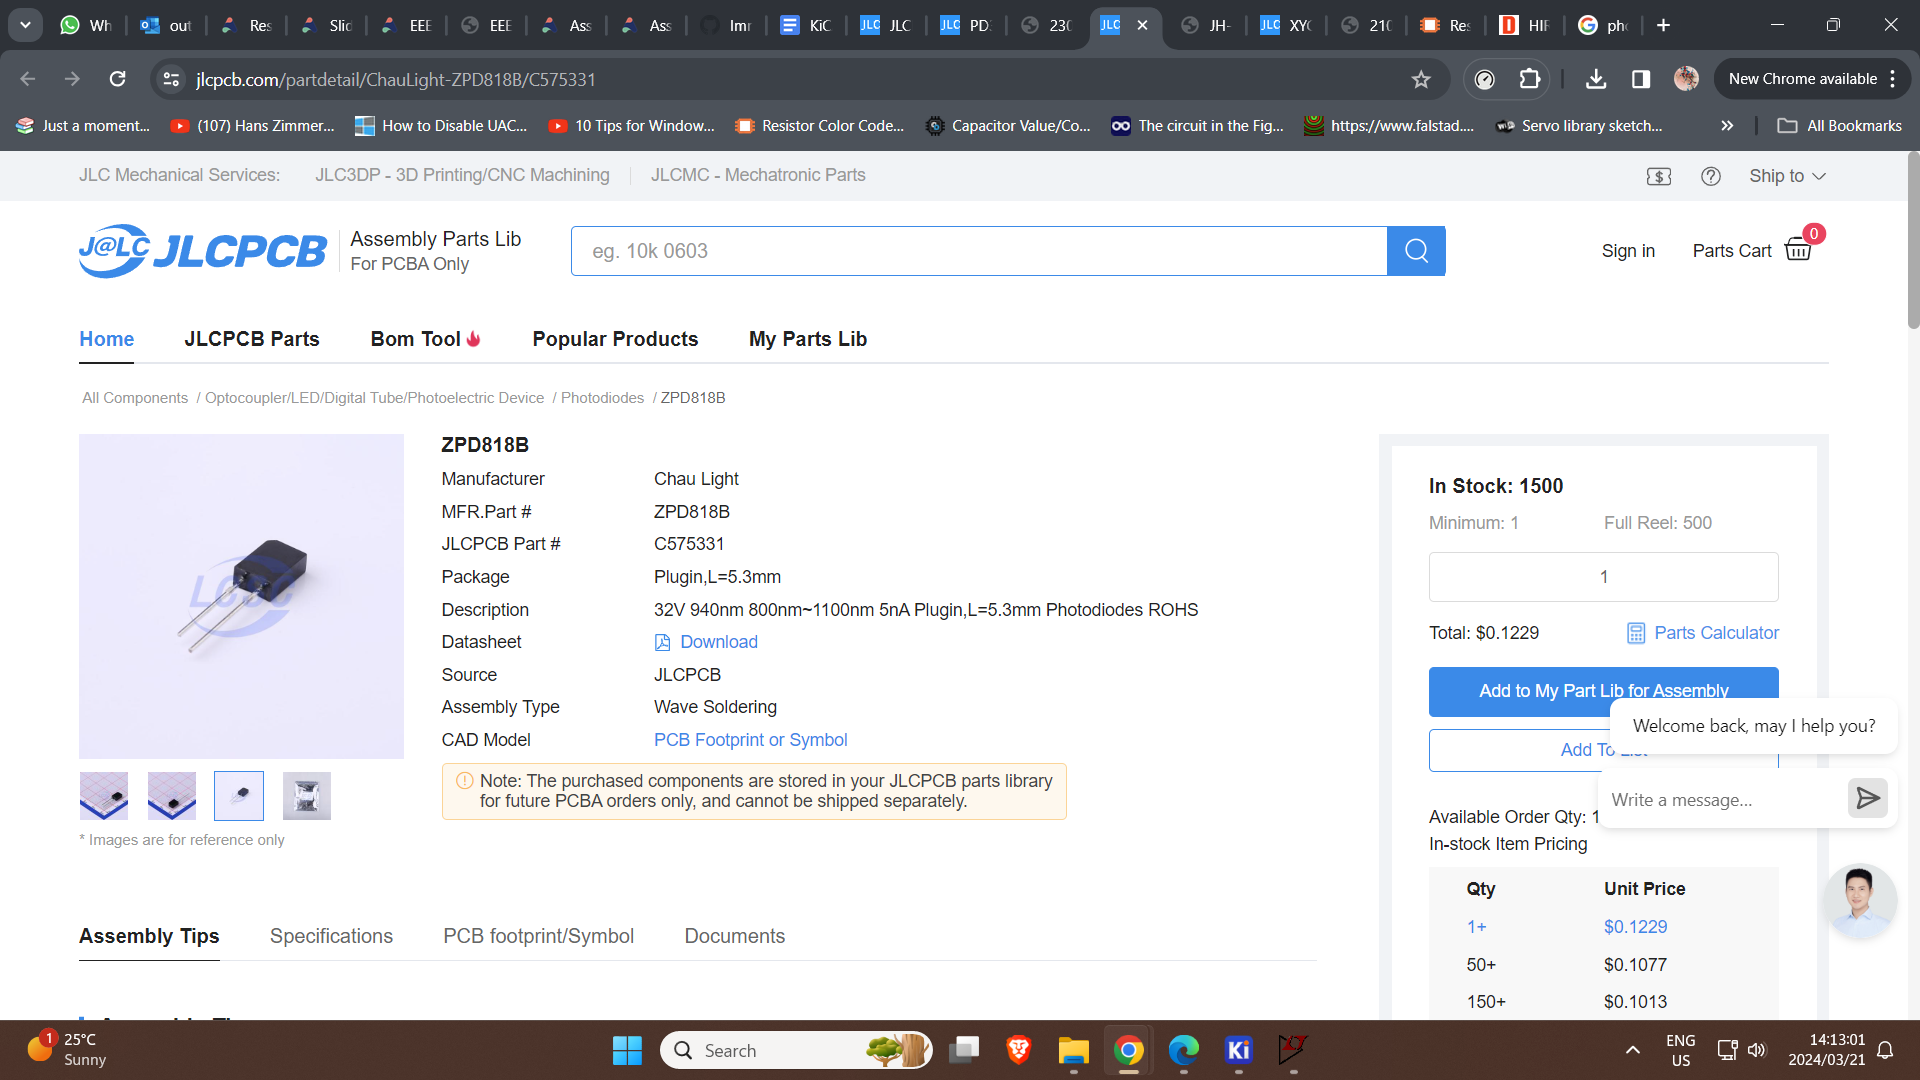 Wh
out
Res
Slid
EEE
EEE
Ass
Ass
Imr
KiC
JLC JLC
JLC PD
230
JLC
JH-
JLC XYC
210
Res
HIF
pho
jlcpcb.com/partdetail/ChauLight-ZPD818B/C575331
New Chrome available
Just a moment...
(107) Hans Zimmer...
How to Disable UAC...
10 Tips for Window...
Resistor Color Code...
Capacitor Value/Co...
The circuit in the Fig...
https://www.falstad....
Servo library sketch...
All Bookmarks
JLC Mechanical Services:
JLC3DP - 3D Printing/CNC Machining
JLCMC - Mechatronic Parts
Ship to
J@LC JLCPCB
Assembly Parts Lib
For PCBA Only
eg. 10k 0603
Sign in
Parts Cart
0
Home
JLCPCB Parts
Bom Tool
Popular Products
My Parts Lib
All Components / Optocoupler/LED/Digital Tube/Photoelectric Device / Photodiodes / ZPD818B
LCSC
ZPD818B
Manufacturer Chau Light
MFR.Part # ZPD818B
JLCPCB Part # C575331
Package Plugin,L=5.3mm
Description 32V 940nm 800nm~1100nm 5nA Plugin,L=5.3mm Photodiodes ROHS
Datasheet Download
Source JLCPCB
Assembly Type Wave Soldering
CAD Model PCB Footprint or Symbol
Note: The purchased components are stored in your JLCPCB parts library
for future PCBA orders only, and cannot be shipped separately.
* Images are for reference only
In Stock: 1500
Minimum: 1 Full Reel: 500
1
Total: $0.1229 Parts Calculator
Add to My Part Lib for Assembly
Welcome back, may I help you?
Add To List
Write a message...
Available Order Qty: 1
In-stock Item Pricing
Qty Unit Price
1+ $0.1229
50+ $0.1077
150+ $0.1013
Assembly Tips
Specifications
PCB footprint/Symbol
Documents
1
25°C
Sunny
Search
Ki
ENG
US
14:13:01
2024/03/21